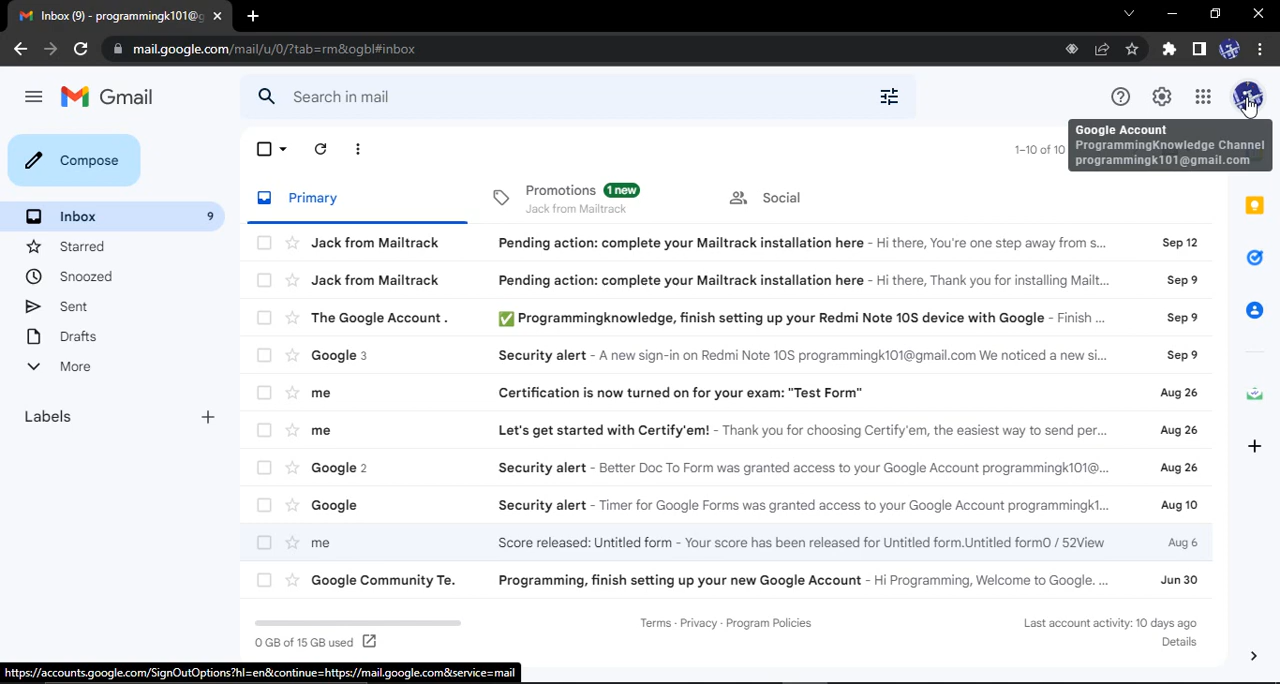 Inbox (9) - programmingk101@g
mail.google.com/mail/u/0/?tab=rm&ogbl#inbox
Gmail
Search in mail
Google Account
ProgrammingKnowledge Channel
programmingk101@gmail.com
Compose
1–10 of 10
Primary
Promotions 1 new
Jack from Mailtrack
Social
Inbox 9
Starred
Snoozed
Sent
Drafts
More
Labels
Jack from Mailtrack Pending action: complete your Mailtrack installation here - Hi there, You're one step away from s... Sep 12
Jack from Mailtrack Pending action: complete your Mailtrack installation here - Hi there, Thank you for installing Mailt... Sep 9
The Google Account . ✅ Programmingknowledge, finish setting up your Redmi Note 10S device with Google - Finish ... Sep 9
Google 3 Security alert - A new sign-in on Redmi Note 10S programmingk101@gmail.com We noticed a new si... Sep 9
me Certification is now turned on for your exam: "Test Form" Aug 26
me Let's get started with Certify'em! - Thank you for choosing Certify'em, the easiest way to send per... Aug 26
Google 2 Security alert - Better Doc To Form was granted access to your Google Account programmingk101@... Aug 26
Google Security alert - Timer for Google Forms was granted access to your Google Account programmingk1... Aug 10
me Score released: Untitled form - Your score has been released for Untitled form.Untitled form0 / 52View Aug 6
Google Community Te. Programming, finish setting up your new Google Account - Hi Programming, Welcome to Google. ... Jun 30
0 GB of 15 GB used
Terms · Privacy · Program Policies
Last account activity: 10 days ago
Details
https://accounts.google.com/SignOutOptions?hl=en&continue=https://mail.google.com&service=mail